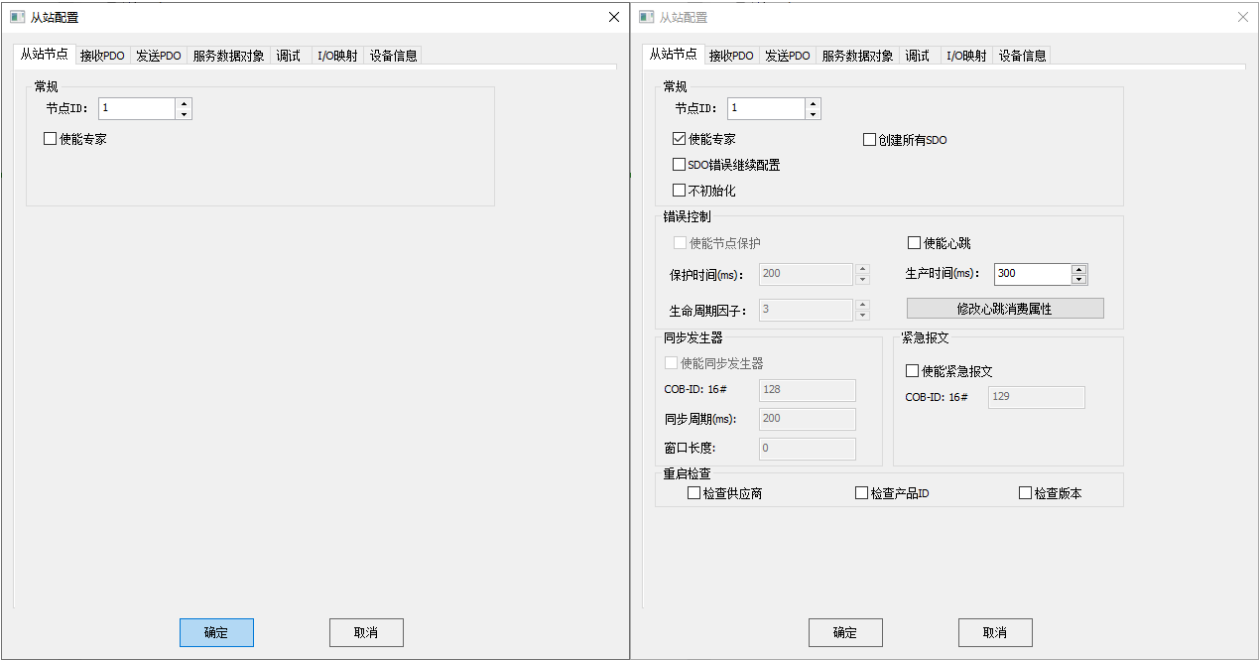 从站配置
从站节点 接收PDO 发送PDO 服务数据对象 调试 I/O映射 设备信息
常规
节点ID: 1
使能专家
确定 取消
从站配置
从站节点 接收PDO 发送PDO 服务数据对象 调试 I/O映射 设备信息
常规
节点ID: 1
使能专家 创建所有SDO
SDO错误继续配置
不初始化
错误控制
使能节点保护 使能心跳
保护时间(ms): 200 生产时间(ms): 300
生命周期因子: 3 修改心跳消费属性
同步发生器
使能同步发生器
COB-ID: 16# 128
同步周期(ms): 200
窗口长度: 0
紧急报文
使能紧急报文
COB-ID: 16# 129
重启检查
检查供应商 检查产品ID 检查版本
确定 取消